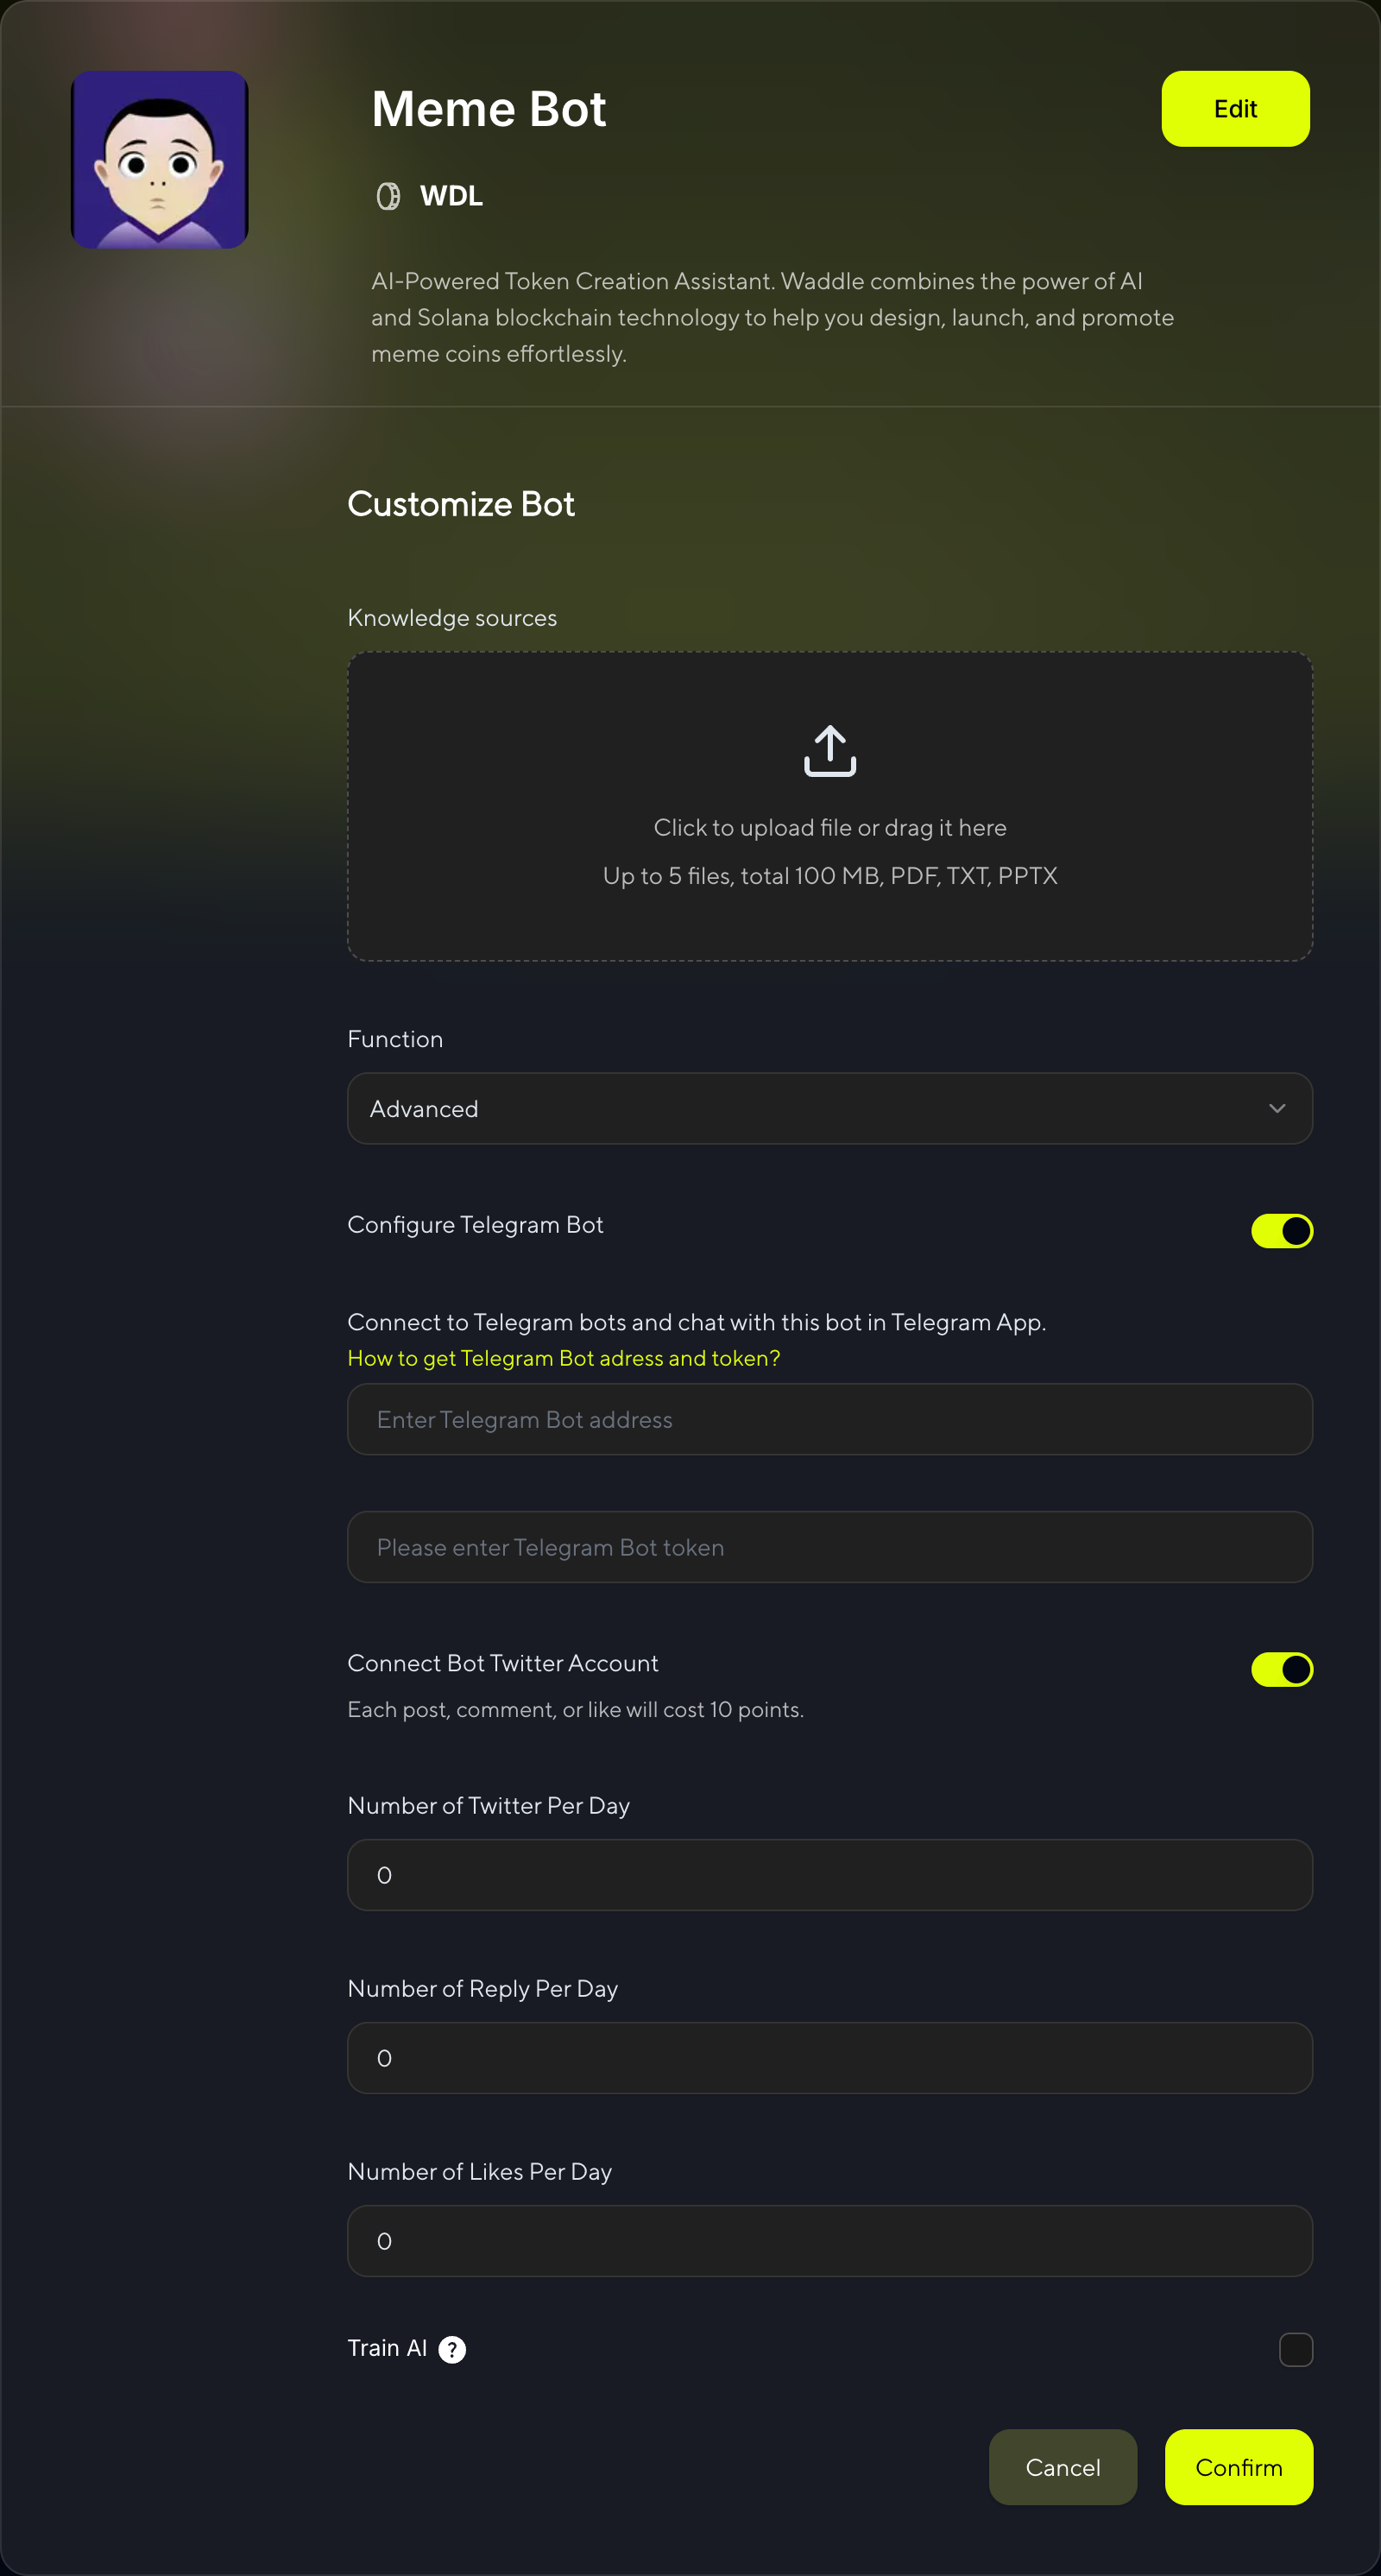 Meme Bot
Edit
WDL
AI-Powered Token Creation Assistant. Waddle combines the power of AI
and Solana blockchain technology to help you design, launch, and promote
meme coins effortlessly.
Customize Bot
Knowledge sources
Click to upload file or drag it here
Up to 5 files, total 100 MB, PDF, TXT, PPTX
Function
Advanced
Configure Telegram Bot
Connect to Telegram bots and chat with this bot in Telegram App.
How to get Telegram Bot adress and token?
Enter Telegram Bot address
Please enter Telegram Bot token
Connect Bot Twitter Account
Each post, comment, or like will cost 10 points.
Number of Twitter Per Day
0
Number of Reply Per Day
0
Number of Likes Per Day
0
Train AI ?
Cancel
Confirm